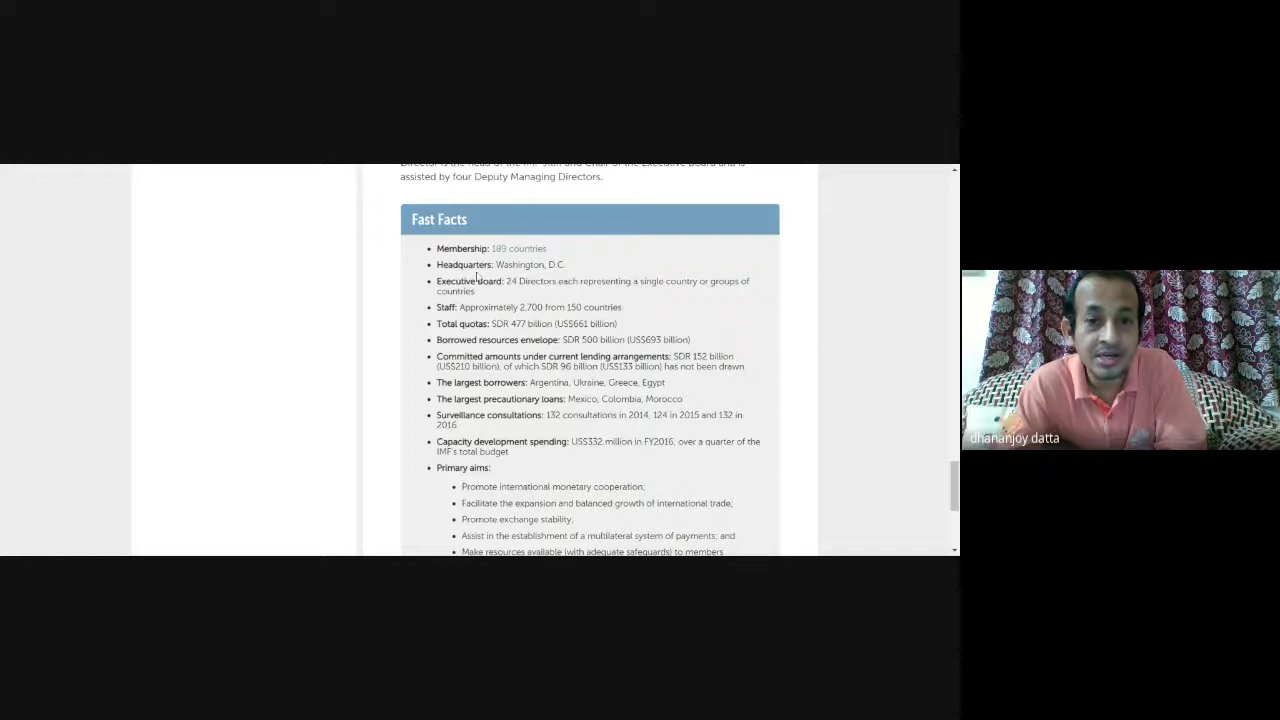 assisted by four Deputy Managing Directors.
Fast Facts
Membership: 189 countries
Headquarters: Washington, D.C.
Executive board: 24 Directors each representing a single country or groups of
countries
Staff: Approximately 2,700 from 150 countries
Total quotas: SDR 477 billion (US$661 billion)
Borrowed resources envelope: SDR 500 billion (US$693 billion)
Committed amounts under current lending arrangements: SDR 152 billion
(US$210 billion), of which SDR 96 billion (US$133 billion) has not been drawn
The largest borrowers: Argentina, Ukraine, Greece, Egypt
The largest precautionary loans: Mexico, Colombia, Morocco
Surveillance consultations: 132 consultations in 2014, 124 in 2015 and 132 in
2016
Capacity development spending: US$332 million in FY2016, over a quarter of the
IMF's total budget
Primary aims:
Promote international monetary cooperation;
Facilitate the expansion and balanced growth of international trade;
Promote exchange stability;
Assist in the establishment of a multilateral system of payments; and
Make resources available (with adequate safeguards) to members
dhananjoy datta